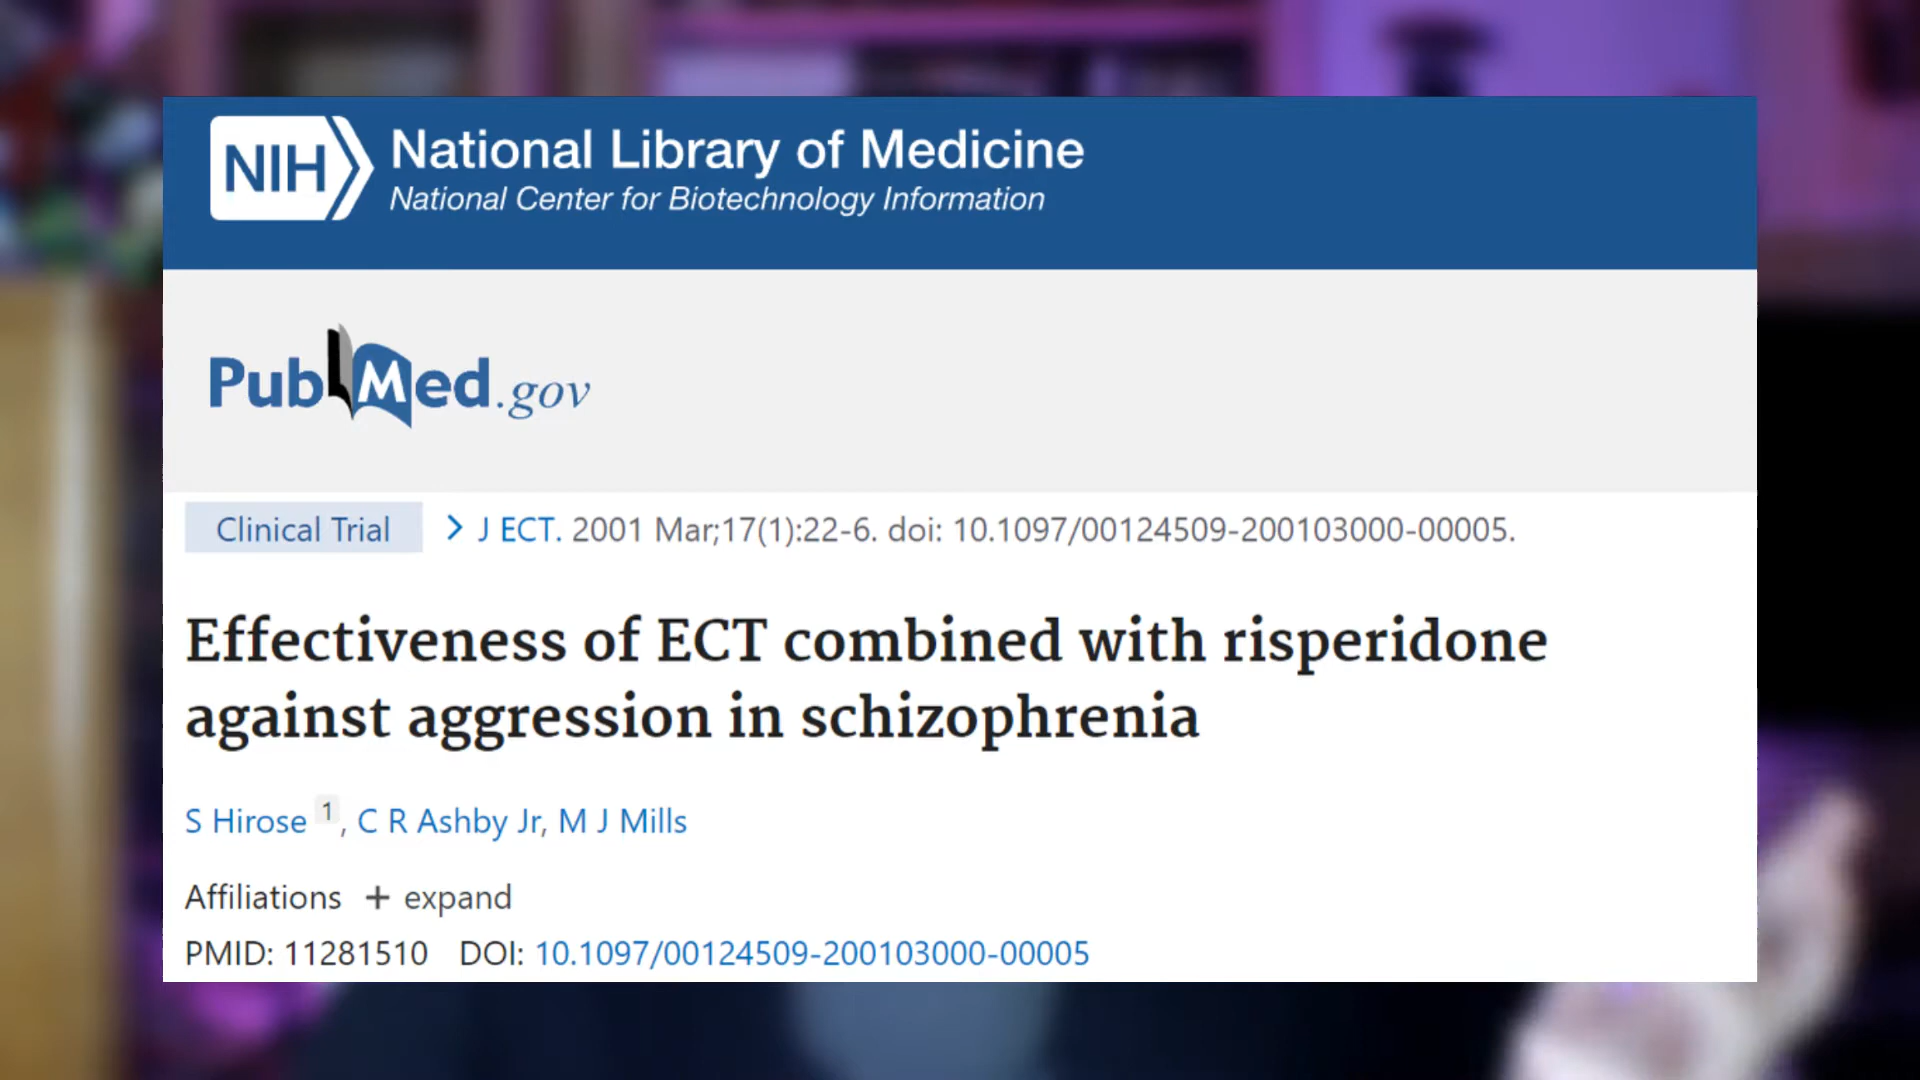 NIH National Library of Medicine
National Center for Biotechnology Information
PubMed.gov
Clinical Trial > J ECT. 2001 Mar;17(1):22-6. doi: 10.1097/00124509-200103000-00005.
Effectiveness of ECT combined with risperidone
against aggression in schizophrenia
S Hirose 1, C R Ashby Jr, M J Mills
Affiliations + expand
PMID: 11281510 DOI: 10.1097/00124509-200103000-00005